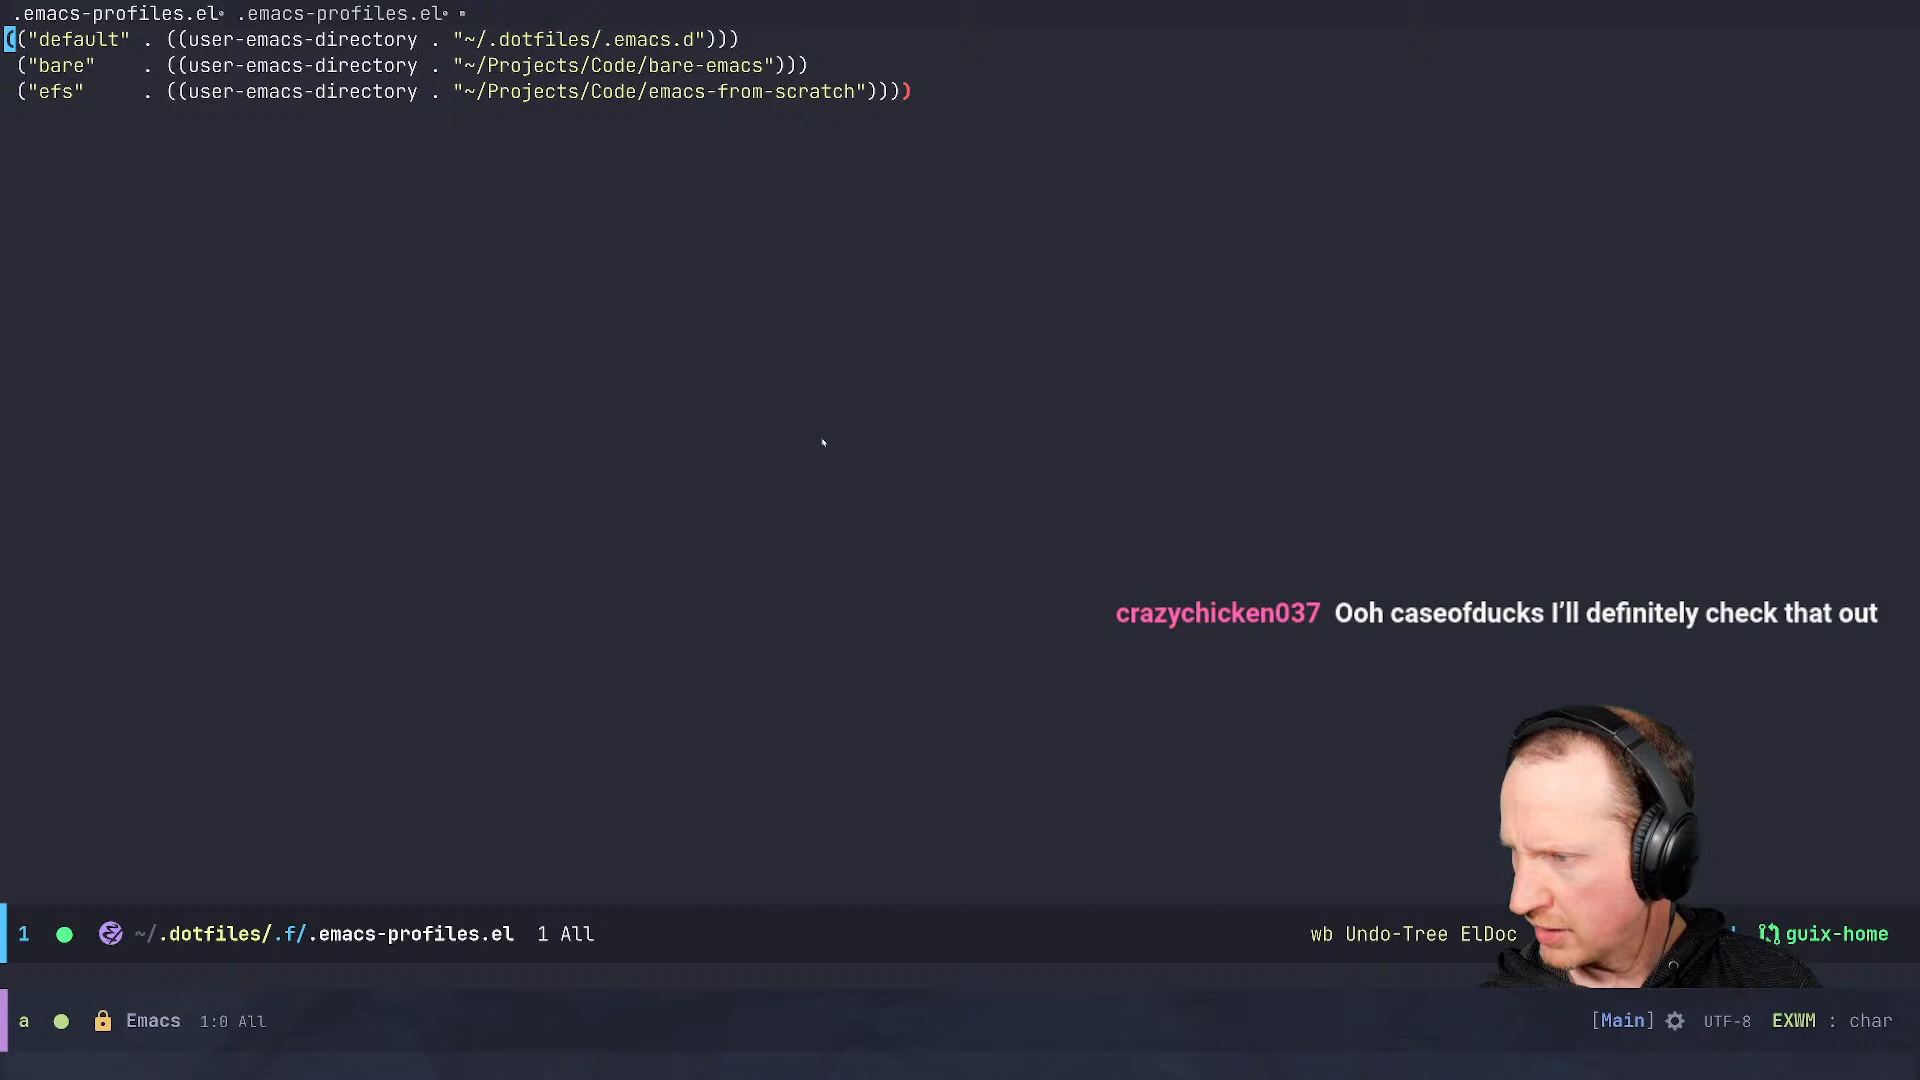 .emacs-profiles.el◦ .emacs-profiles.el◦ ▫
(("default" . ((user-emacs-directory . "~/.dotfiles/.emacs.d")))
 ("bare"    . ((user-emacs-directory . "~/Projects/Code/bare-emacs")))
 ("efs"     . ((user-emacs-directory . "~/Projects/Code/emacs-from-scratch"))))
crazychicken037 Ooh caseofducks I’ll definitely check that out
1 ~/.dotfiles/.f/.emacs-profiles.el 1 All wb Undo-Tree ElDoc guix-home
a Emacs 1:0 All [Main] UTF-8 EXWM : char